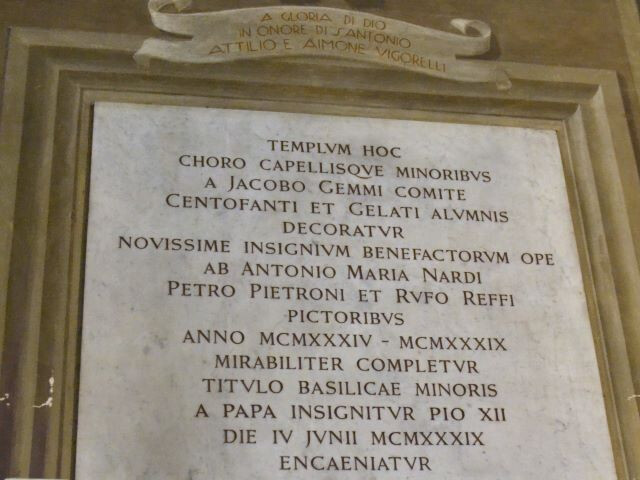 A GLORIA DI DIO
IN ONORE DI S'ANTONIO
ATTILIO E AIMONE VIGORELLI
TEMPLVM HOC
CHORO CAPELLISQVE MINORIBVS
A JACOBO GEMMI COMITE
CENTOFANTI ET GELATI ALVMNIS
DECORATVR
NOVISSIME INSIGNIVM BENEFACTORVM OPE
AB ANTONIO MARIA NARDI
PETRO PIETRONI ET RVFO REFFI
PICTORIBVS
ANNO MCMXXXIV - MCMXXXIX
MIRABILITER COMPLETVR
TITVLO BASILICAE MINORIS
A PAPA INSIGNITVR PIO XII
DIE IV JVNII MCMXXXIX
ENCAENIATVR